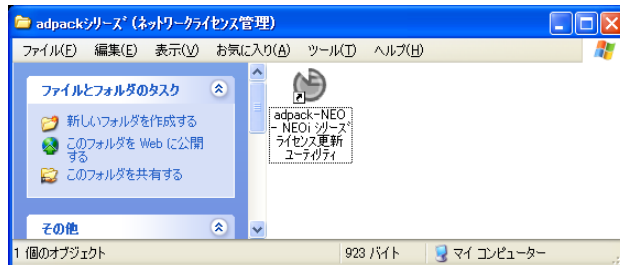 adpackシリーズ (ネットワークライセンス管理)
ファイル(F) 編集(E) 表示(V) お気に入り(A) ツール(T) ヘルプ(H)
ファイルとフォルダのタスク
新しいフォルダを作成する
このフォルダを Web に公開
する
このフォルダを共有する
その他
adpack-NEO
- NEOi シリーズ
ライセンス更新
ユーティリティ
1 個のオブジェクト
923 バイト
マイ コンピューター